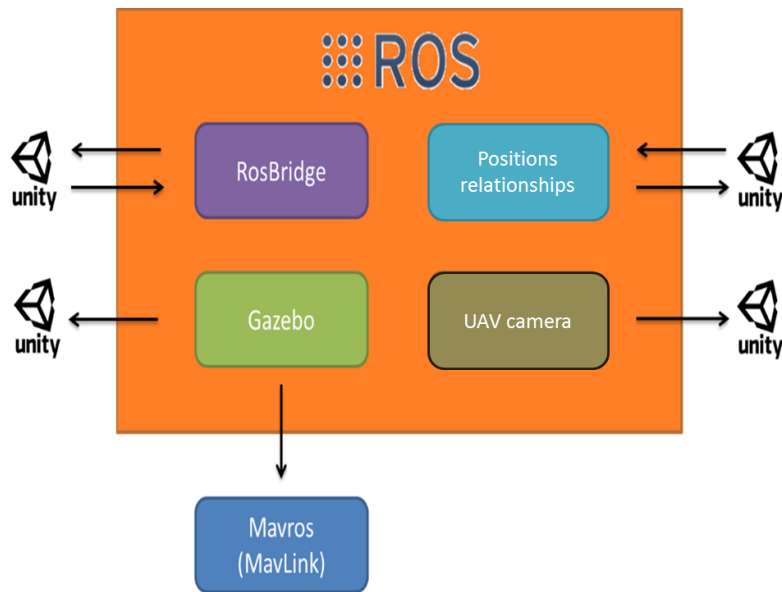 ROS
RosBridge
Positions
relationships
unity
unity
Gazebo
UAV camera
unity
unity
Mavros
(MavLink)